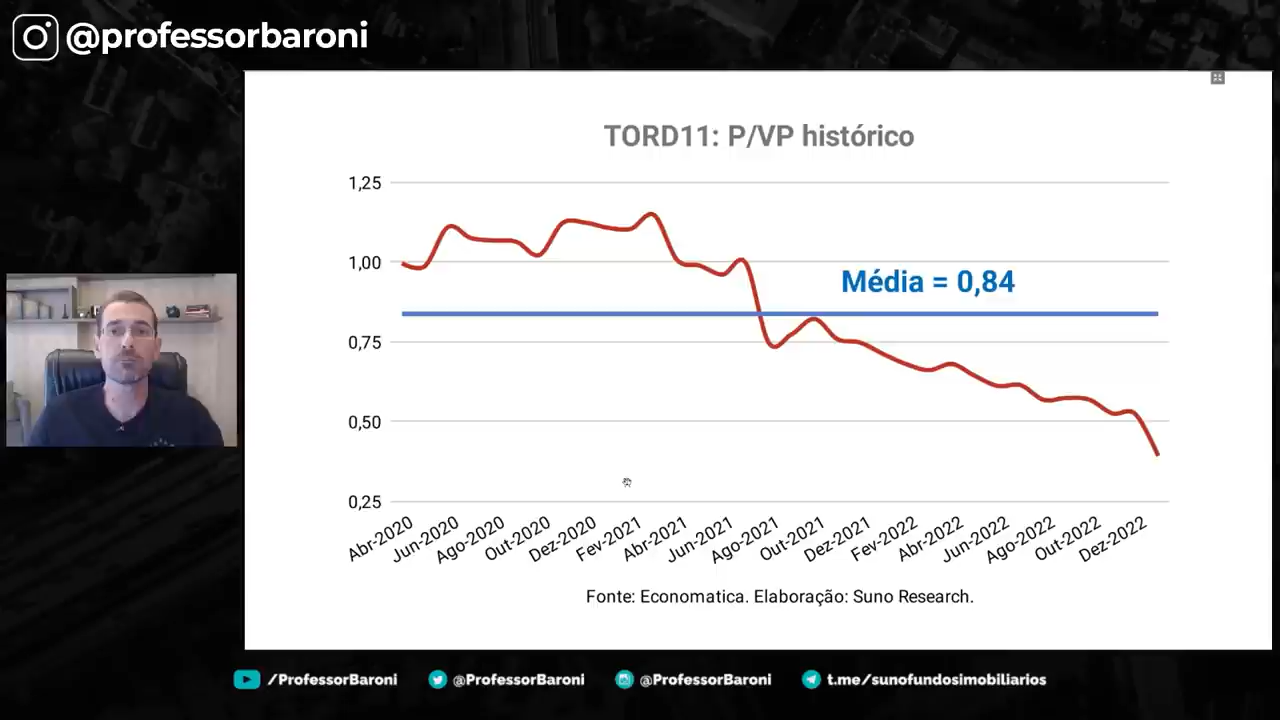 @professorbaroni
TORD11: P/VP histórico
1,25
1,00
0,75
0,50
0,25
Média = 0,84
Abr-2020
Jun-2020
Ago-2020
Out-2020
Dez-2020
Fev-2021
Abr-2021
Jun-2021
Ago-2021
Out-2021
Dez-2021
Fev-2022
Abr-2022
Jun-2022
Ago-2022
Out-2022
Dez-2022
Fonte: Economatica. Elaboração: Suno Research.
/ProfessorBaroni
@ProfessorBaroni
@ProfessorBaroni
t.me/sunofundosimobiliarios